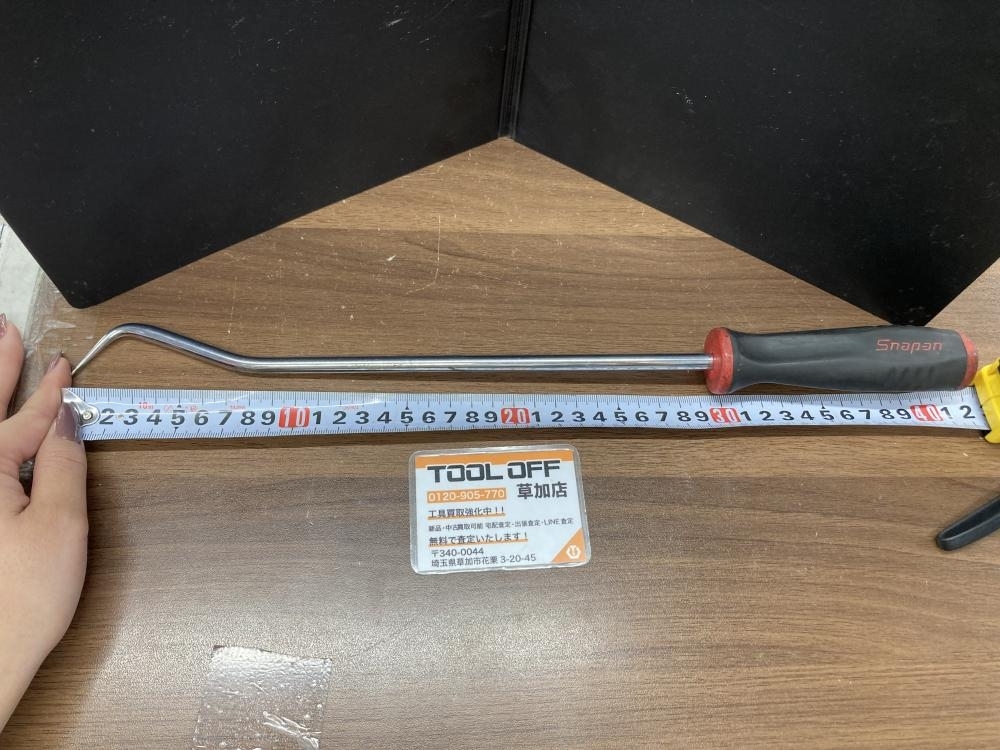 Snap-on
2 3 4 5 6 7 8 9 10 1 2 3 4 5 6 7 8 9 20 1 2 3 4 5 6 7 8 9 30 1 2 3 4 5 6 7 8 9 40 1 2
TOOL OFF
0120-905-770 草加店
工具買取強化中!!
新品・中古買取可能 宅配査定・出張査定・LINE査定
無料で査定いたします!
〒340-0044
埼玉県草加市花栗 3-20-45